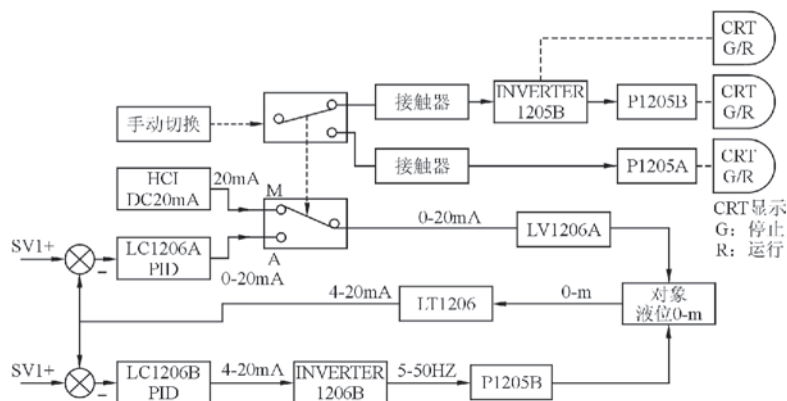 CRT
G/R
手动切换
接触器
INVERTER
1205B
P1205B
CRT
G/R
接触器
P1205A
CRT
G/R
HCI
DC20mA
20mA
M
A
0-20mA
LV1206A
CRT显示
G：停止
R：运行
SV1+
-
LC1206A
PID
0-20mA
4-20mA
LT1206
0-m
对象
液位0-m
SV1+
-
LC1206B
PID
4-20mA
INVERTER
1206B
5-50HZ
P1205B